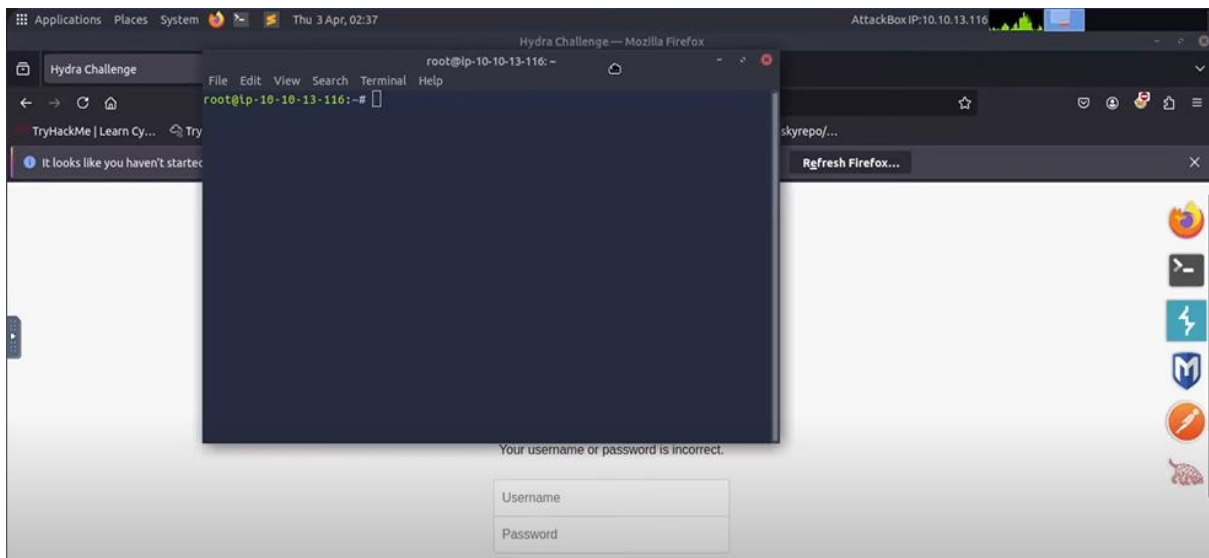 Applications Places System Thu 3 Apr, 02:37 AttackBox IP:10.10.13.116
Hydra Challenge — Mozilla Firefox
Hydra Challenge
root@ip-10-10-13-116: ~
File Edit View Search Terminal Help
root@ip-10-10-13-116:~#
TryHackMe | Learn Cy... Try
skyrepo/...
It looks like you haven't started
Refresh Firefox...
Your username or password is incorrect.
Username
Password